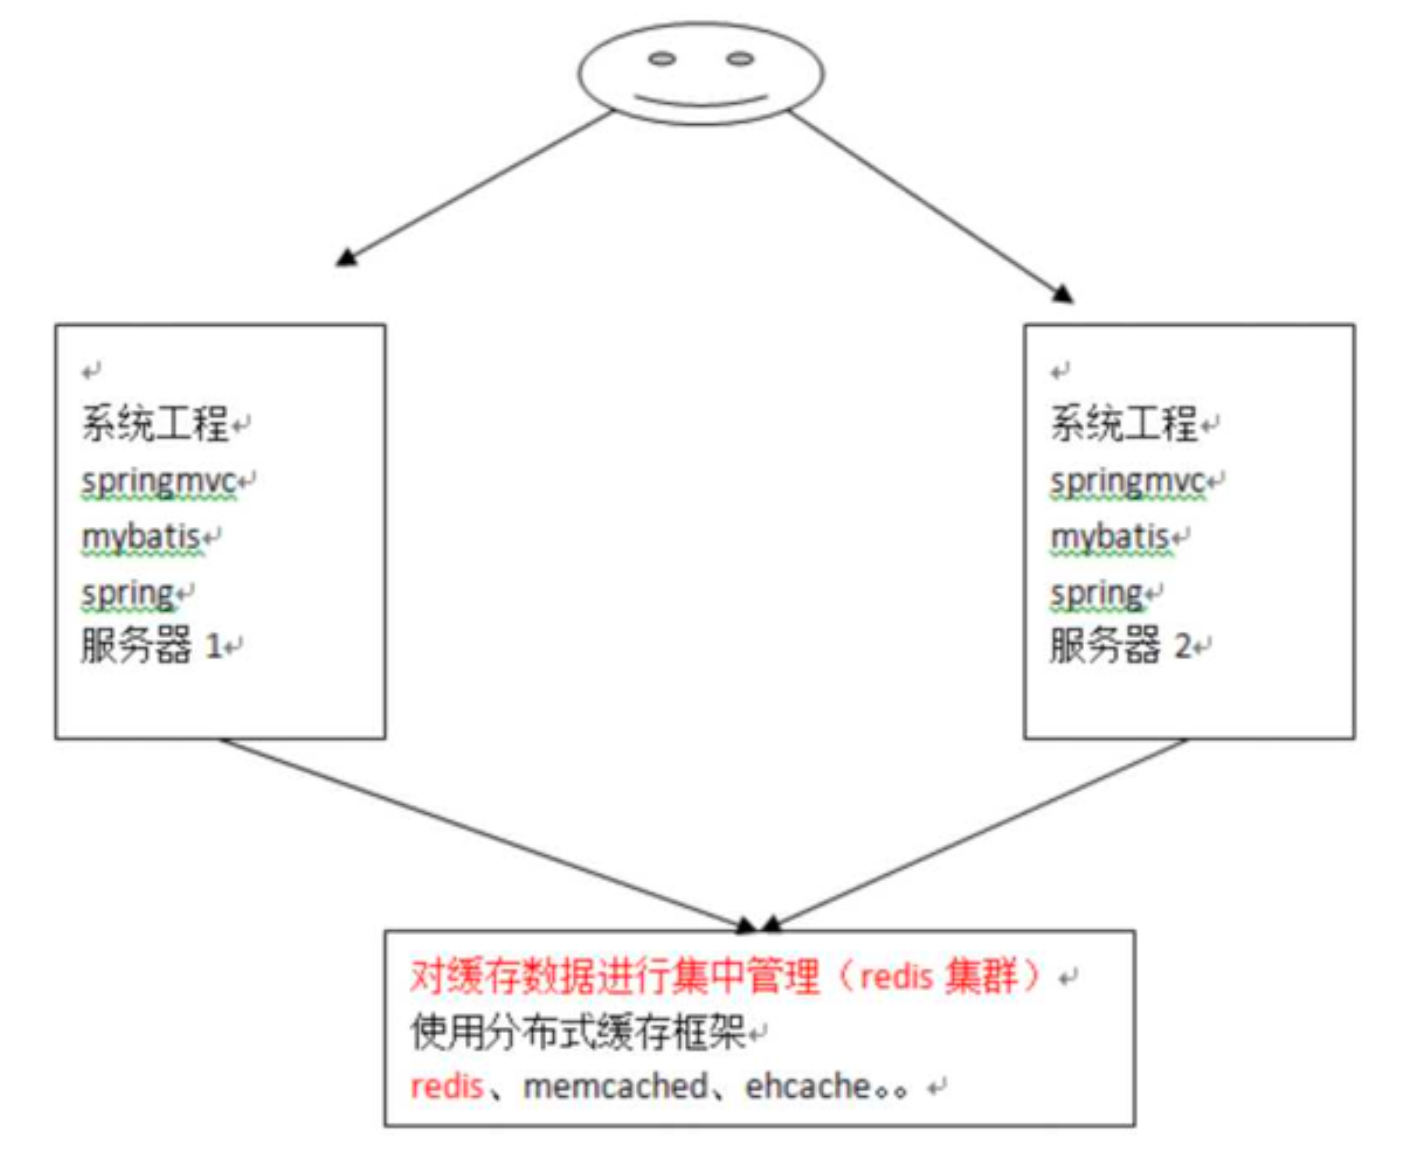 系统工程
springmvc
mybatis
spring
服务器 1
系统工程
springmvc
mybatis
spring
服务器 2
对缓存数据进行集中管理（redis 集群）
使用分布式缓存框架
redis、memcached、ehcache。。